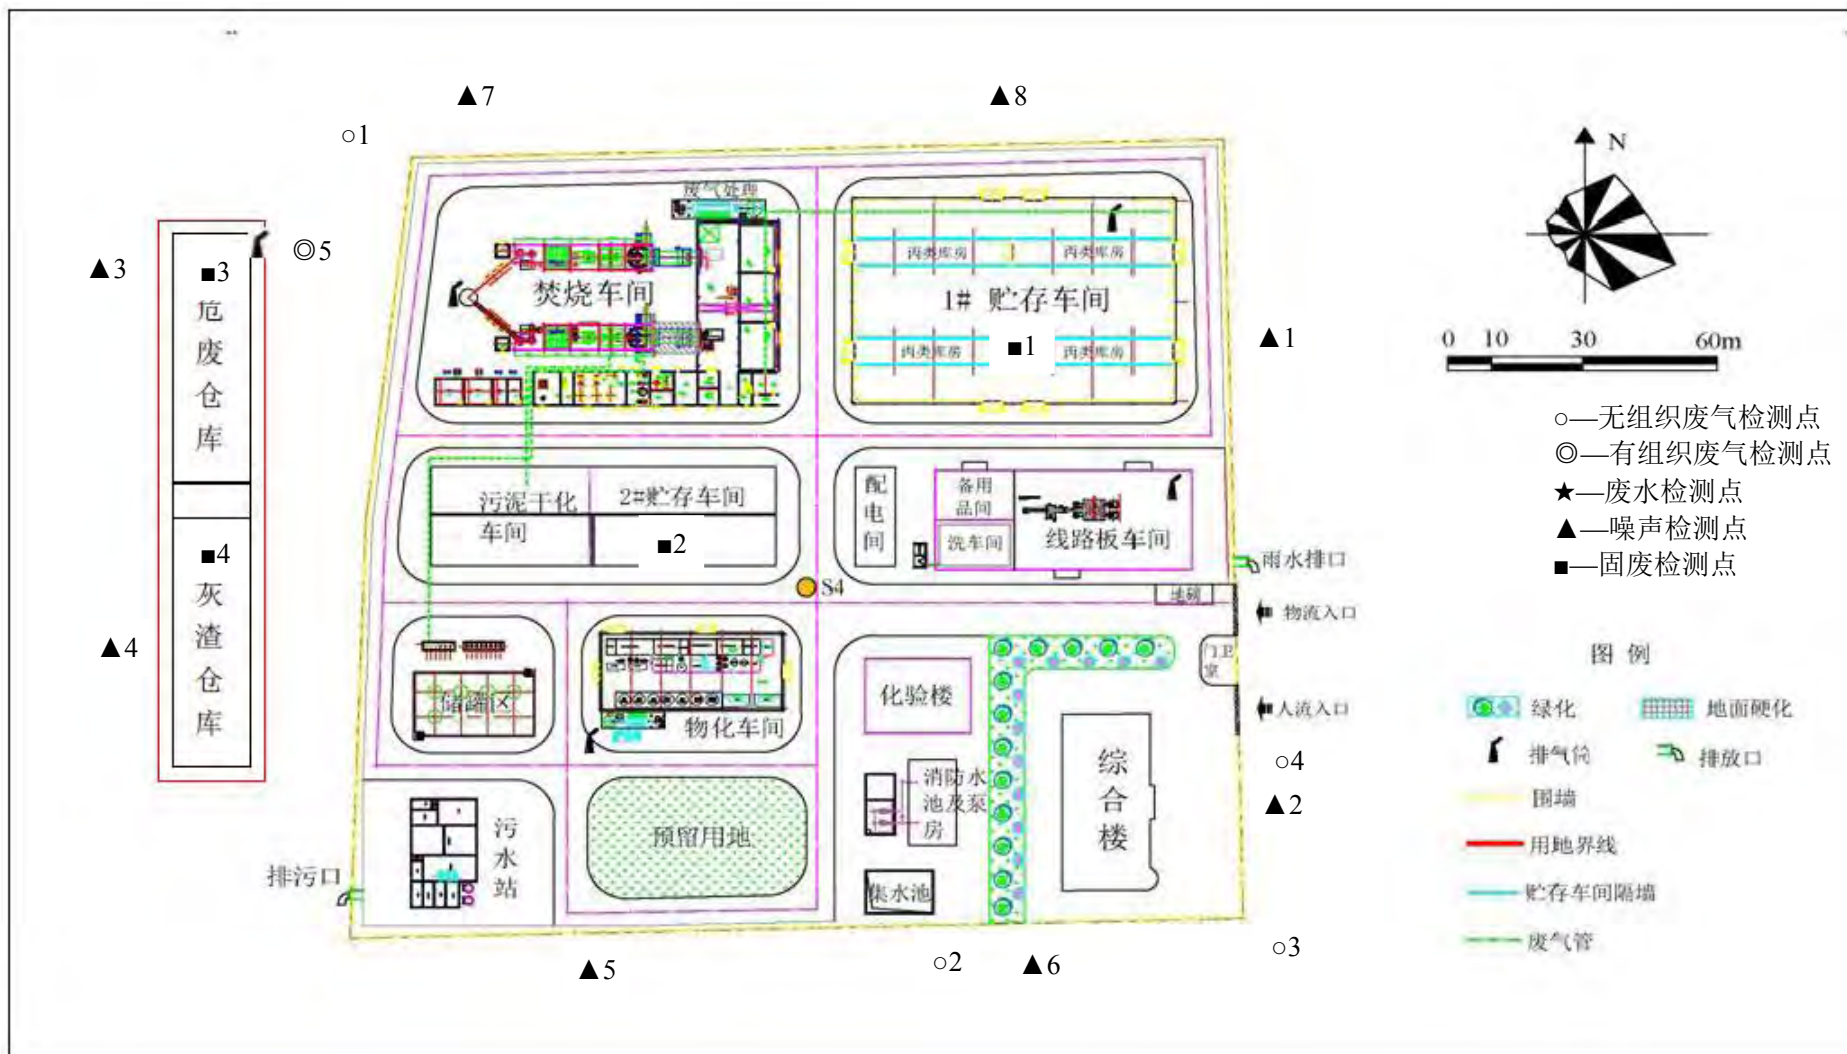 ▲7
▲8
○1
N
废气处理
◎5
▲3
■3
危废仓库
丙类库房
丙类库房
焚烧车间
1# 贮存车间
▲1
0 10 30 60m
丙类库房
■1
丙类库房
○—无组织废气检测点
◎—有组织废气检测点
★—废水检测点
▲—噪声检测点
■—固废检测点
污泥干化车间
2#贮存车间
■2
配电间
备用品间
洗车间
线路板车间
■4
灰渣仓库
雨水排口
S4
地磅
物流入口
▲4
门卫室
图 例
储罐区
物化车间
化验楼
人流入口
绿化
地面硬化
排气筒
排放口
综合楼
○4
▲2
消防水池及泵房
围墙
预留用地
污水站
用地界线
排污口
集水池
贮存车间隔墙
废气管
▲5
○2
▲6
○3